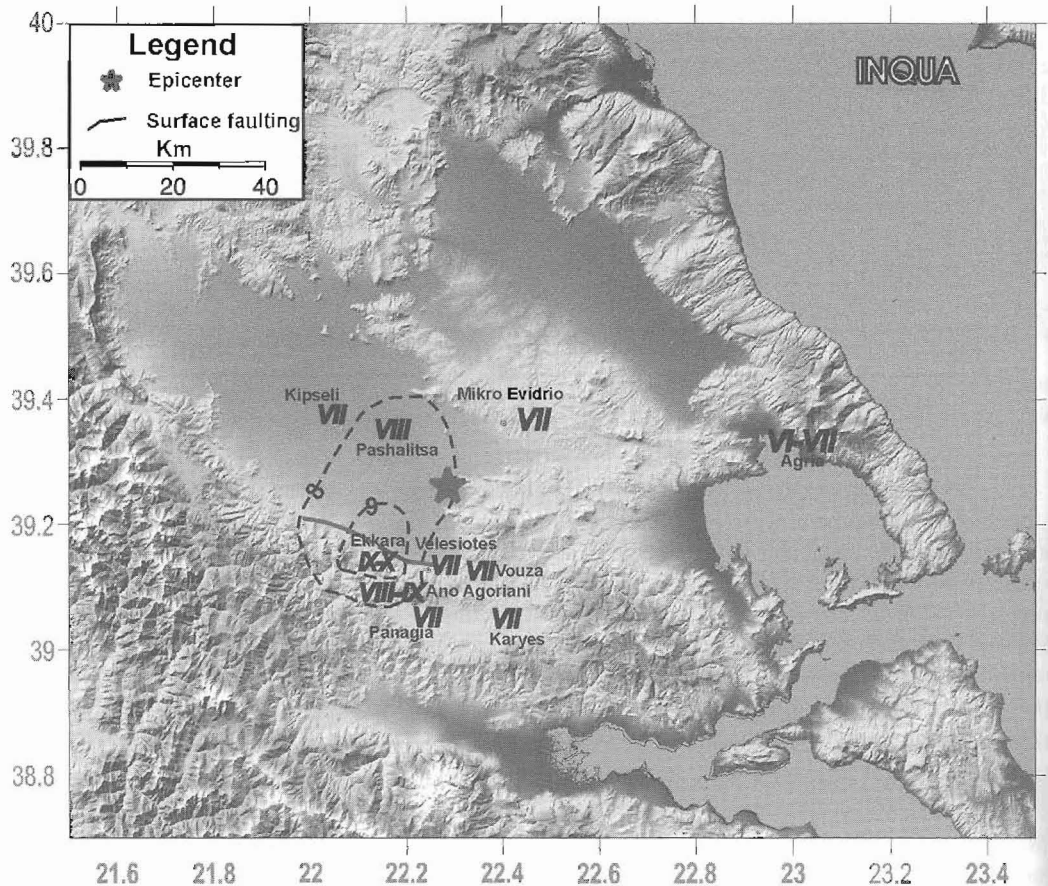 Legend
Epicenter
Surface faulting
Km
0 20 40
INQUA
40
39.8
39.6
39.4
39.2
39
38.8
Kipseli
VII
VIII
Pashalitsa
Mikro Evidrio
VII
VI-VII
Agria
8
9
Ekkara
IX-X
Velesiotes
VII
VII Vouza
VIII-IX Ano Agoriani
Panagia VII
VII
Karyes
21.6 21.8 22 22.2 22.4 22.6 22.8 23 23.2 23.4